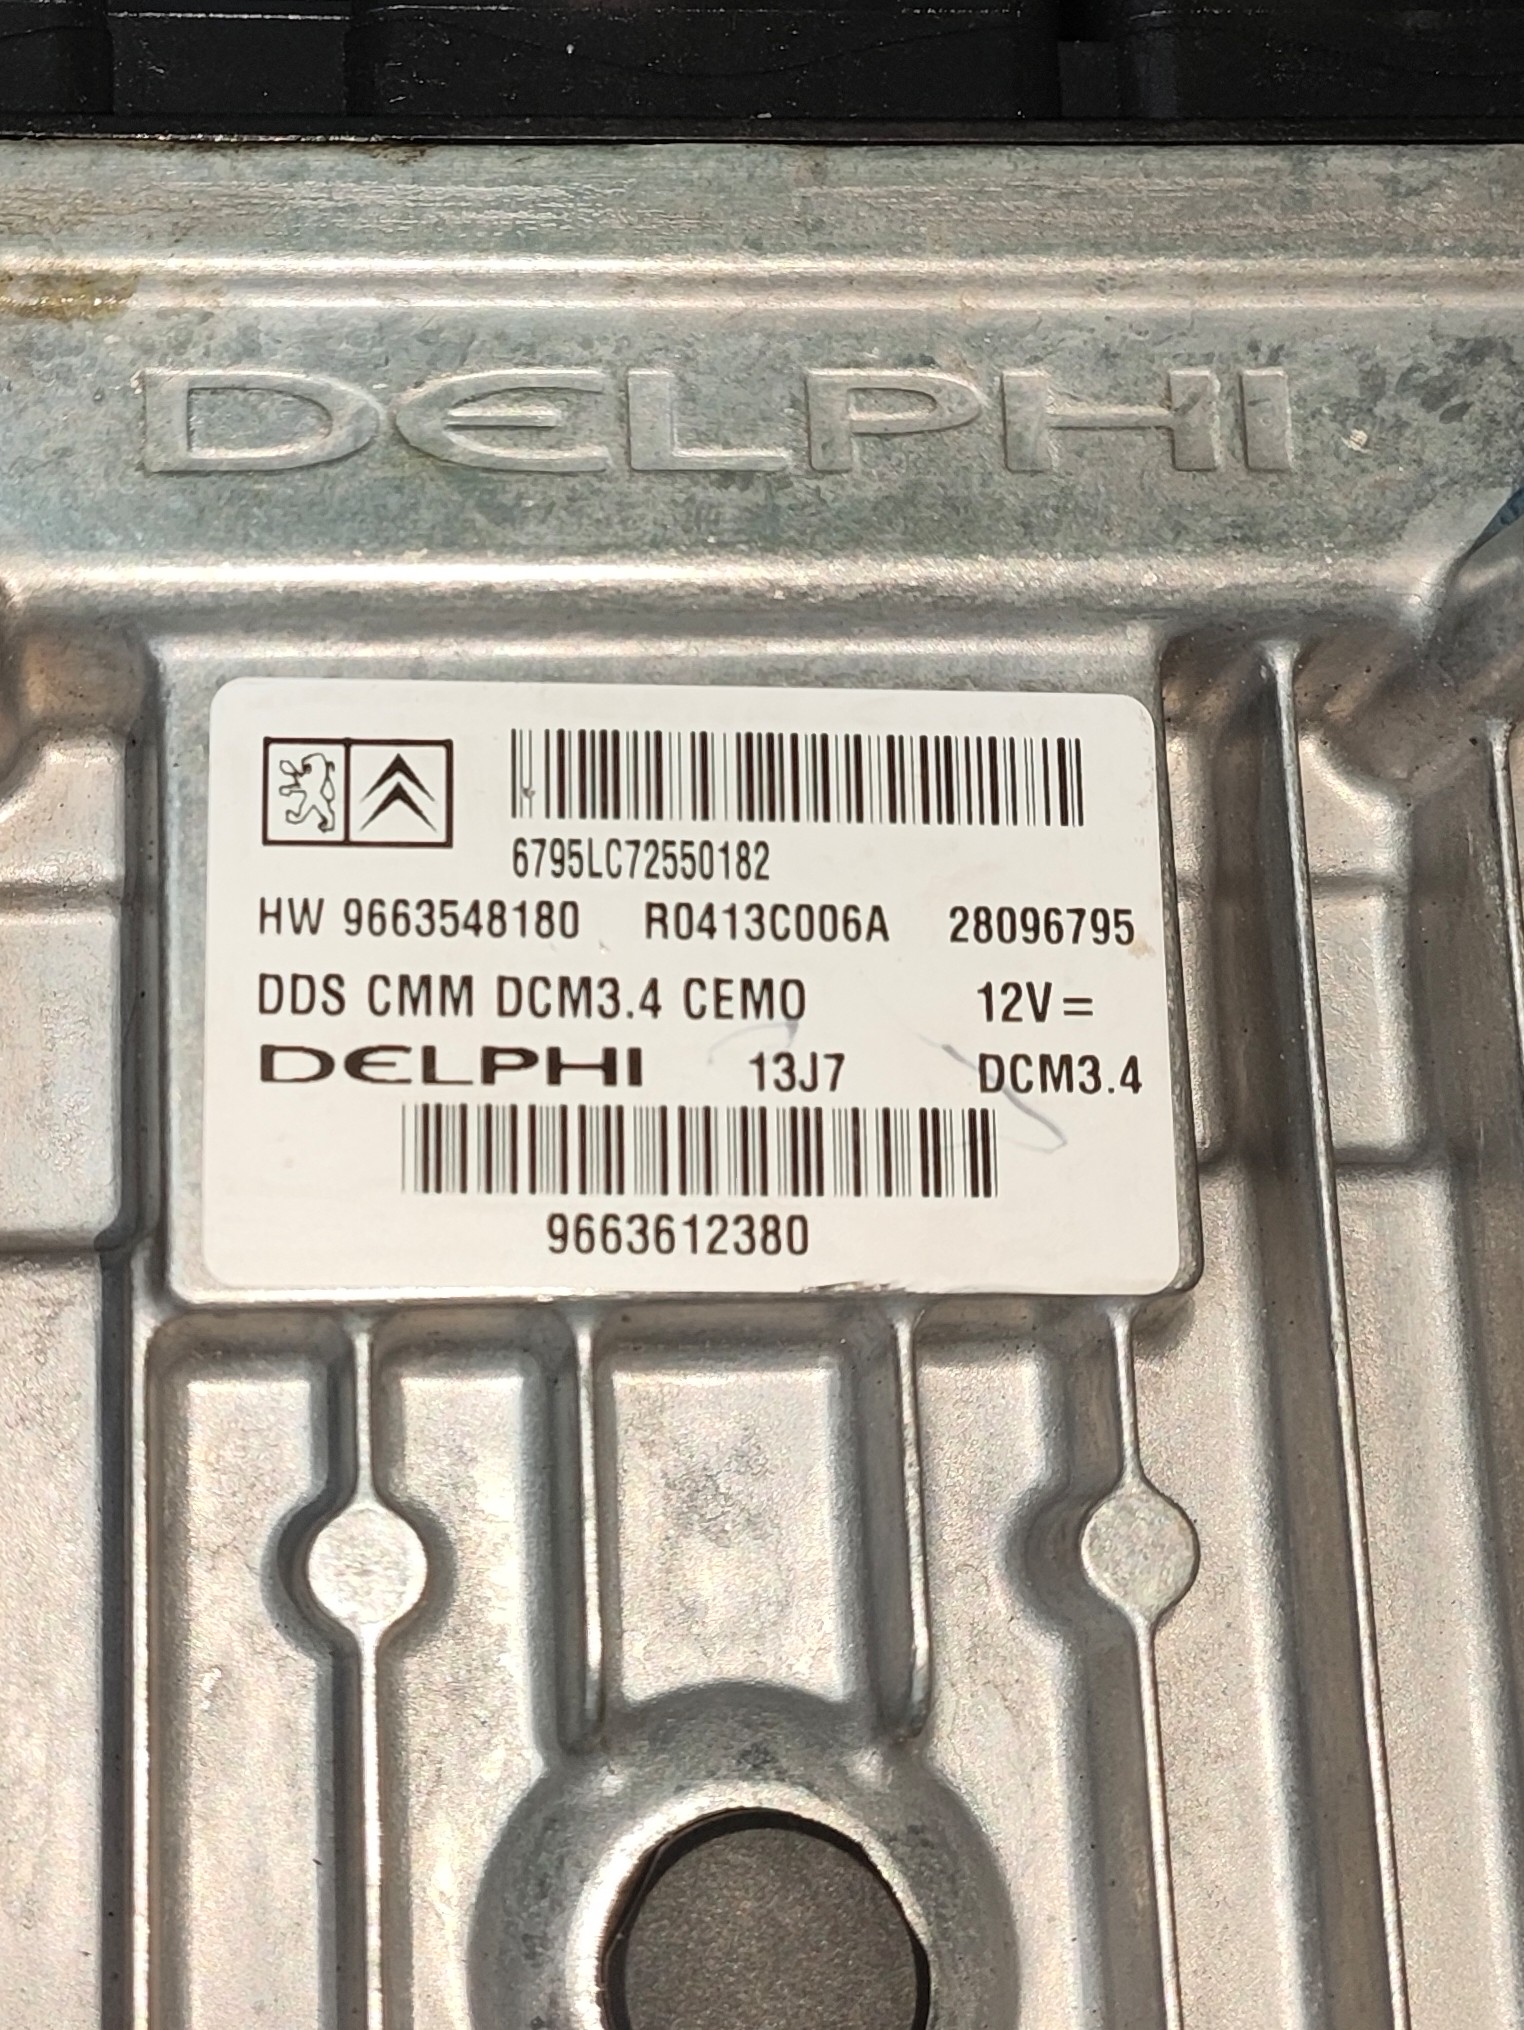 DELPHI
6795LC72550182
HW 9663548180 R0413C006A 28096795
DDS CMM DCM3.4 CEMO 12V=
DELPHI 13J7 DCM3.4
9663612380